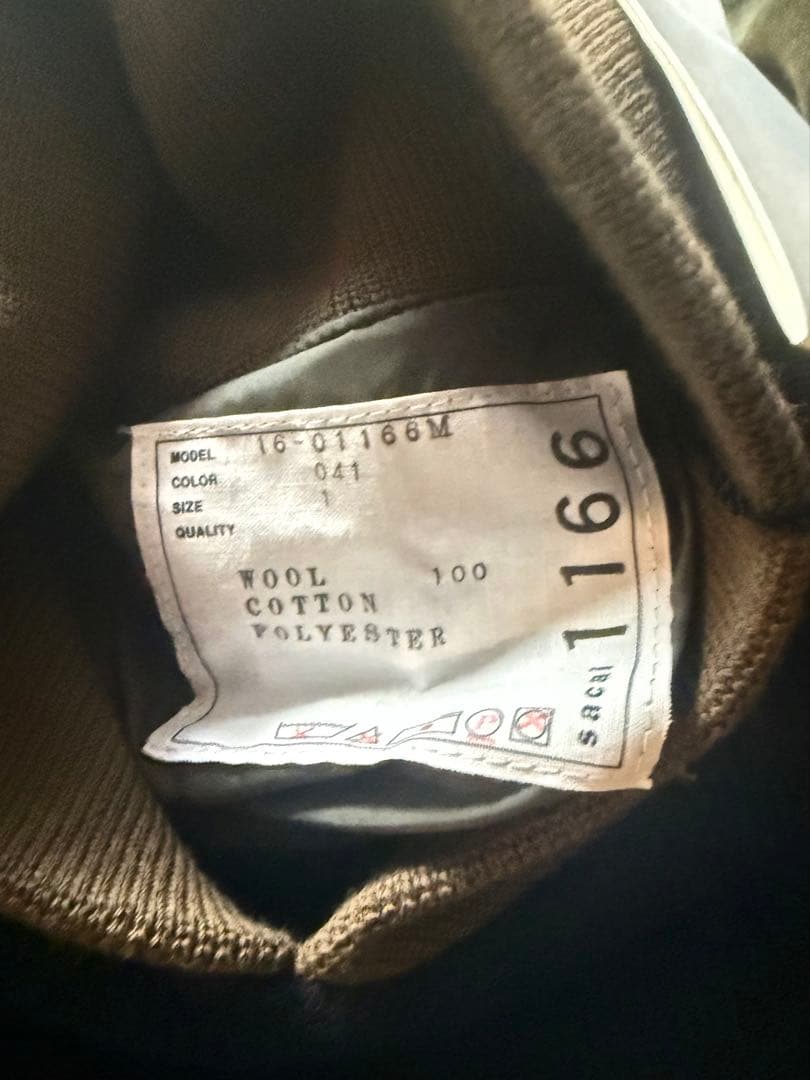 MODEL 16-01166M
COLOR 041
SIZE 1
QUALITY
WOOL 100
COTTON
POLYESTER
sacai 1166